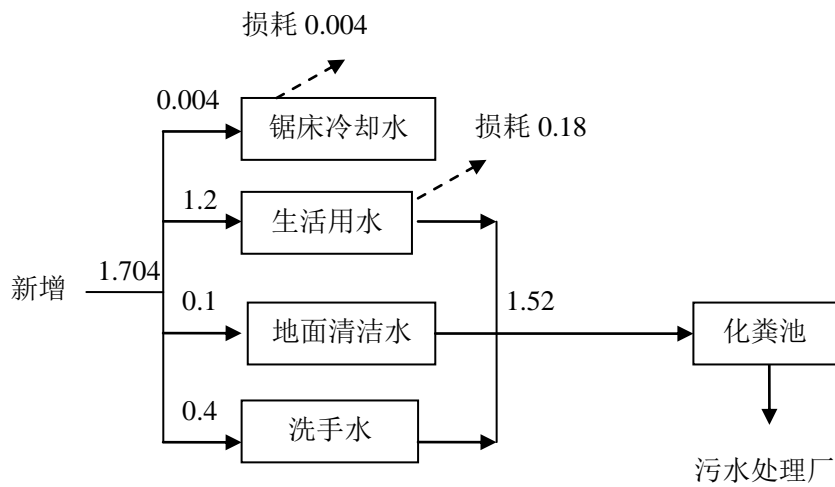 损耗 0.004
0.004
锯床冷却水
损耗 0.18
1.2
生活用水
新增
1.704
0.1
地面清洁水
1.52
化粪池
0.4
洗手水
污水处理厂